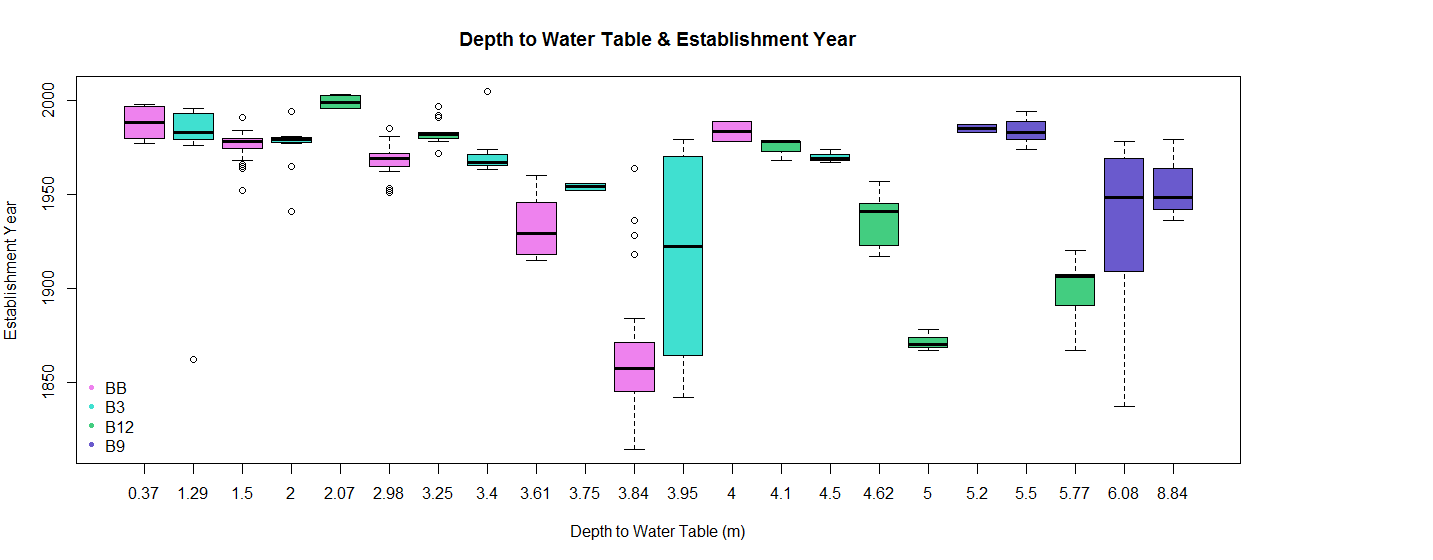 Depth to Water Table & Establishment Year
Establishment Year
2000
1950
1900
1850
BB
B3
B12
B9
0.37 1.29 1.5 2 2.07 2.98 3.25 3.4 3.61 3.75 3.84 3.95 4 4.1 4.5 4.62 5 5.2 5.5 5.77 6.08 8.84
Depth to Water Table (m)